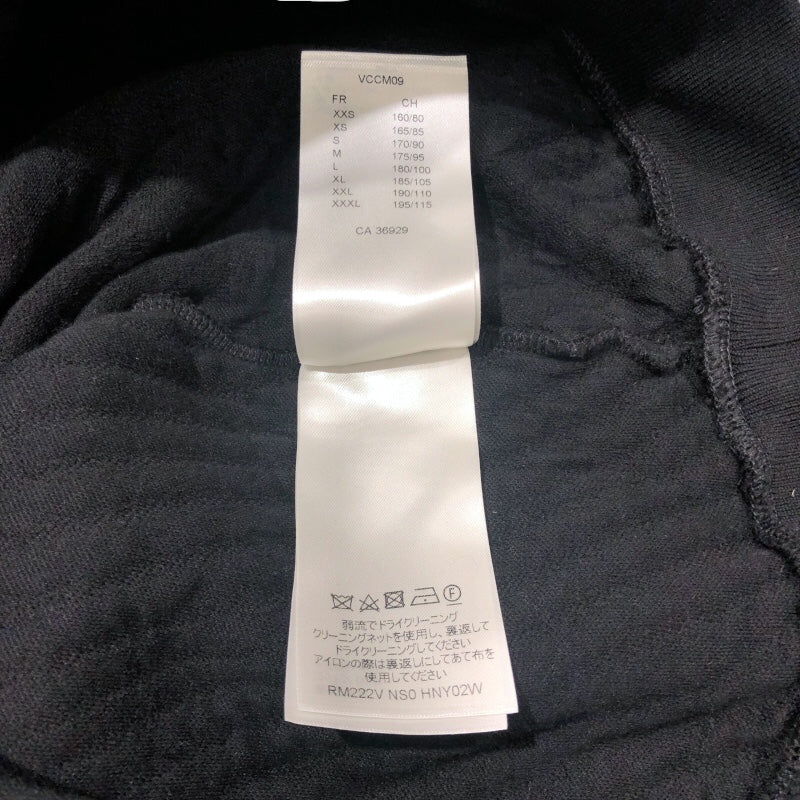 VCCM09
FR CH
XXS 160/80
XS 165/85
S 170/90
M 175/95
L 180/100
XL 185/105
XXL 190/110
XXXL 195/115
CA 36929
F
弱流でドライクリーニング
クリーニングネットを使用し、裏返して
ドライクリーニングしてください
アイロンの際は裏返しにしてあて布を
使用してください
RM222V NS0 HNY02W